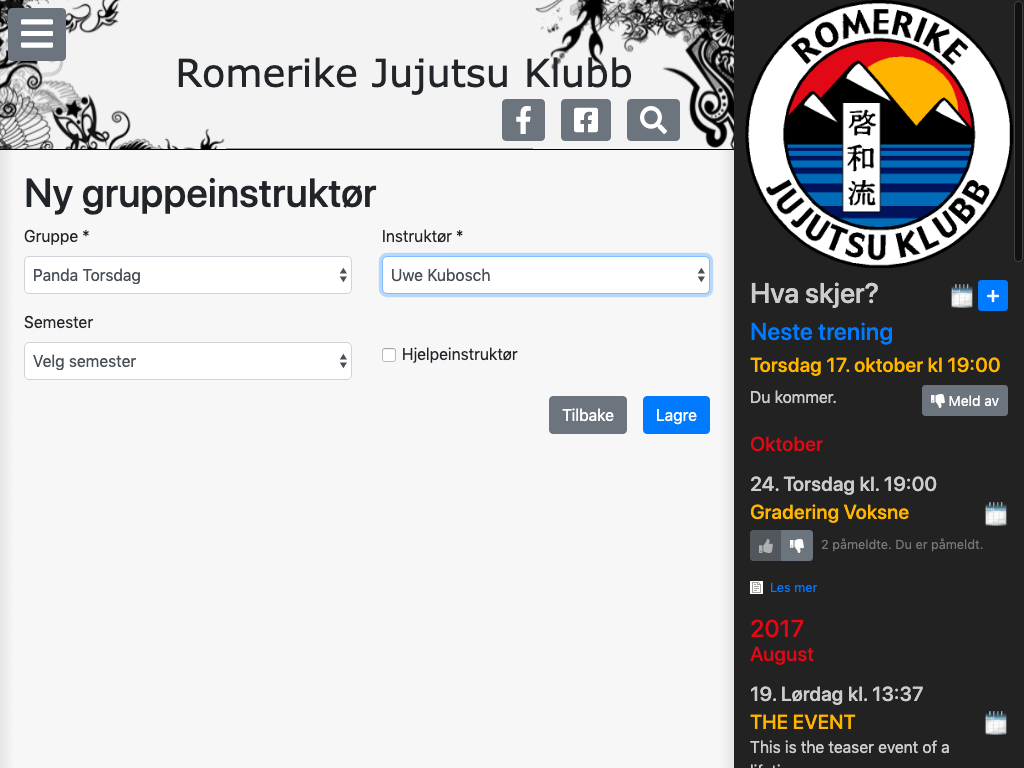 Romerike Jujutsu Klubb
Ny gruppeinstruktør
Gruppe *
Instruktør *
Panda Torsdag
Uwe Kubosch
Semester
Velg semester
Hjelpeinstruktør
Tilbake
Lagre
ROMERIKE
啓和流
JUJUTSU KLUBB
Hva skjer?
Neste trening
Torsdag 17. oktober kl 19:00
Du kommer.
Meld av
Oktober
24. Torsdag kl. 19:00
Gradering Voksne
2 påmeldte. Du er påmeldt.
Les mer
2017
August
19. Lørdag kl. 13:37
THE EVENT
This is the teaser event of a